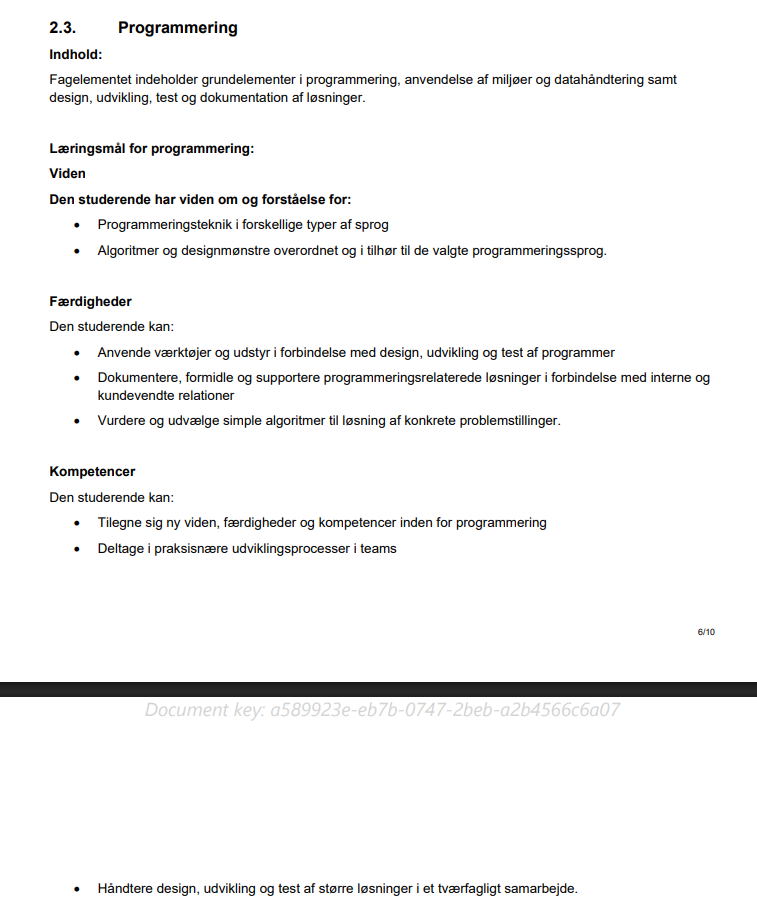 2.3. Programmering
Indhold:
Fagelementet indeholder grundelementer i programmering, anvendelse af miljøer og datahåndtering samt
design, udvikling, test og dokumentation af løsninger.
Læringsmål for programmering:
Viden
Den studerende har viden om og forståelse for:
• Programmeringsteknik i forskellige typer af sprog
• Algoritmer og designmønstre overordnet og i tilhør til de valgte programmeringssprog.
Færdigheder
Den studerende kan:
• Anvende værktøjer og udstyr i forbindelse med design, udvikling og test af programmer
• Dokumentere, formidle og supportere programmeringsrelaterede løsninger i forbindelse med interne og
kundevendte relationer
• Vurdere og udvælge simple algoritmer til løsning af konkrete problemstillinger.
Kompetencer
Den studerende kan:
• Tilegne sig ny viden, færdigheder og kompetencer inden for programmering
• Deltage i praksisnære udviklingsprocesser i teams
6/10
Document key: a589923e-eb7b-0747-2beb-a2b4566c6a07
• Håndtere design, udvikling og test af større løsninger i et tværfagligt samarbejde.